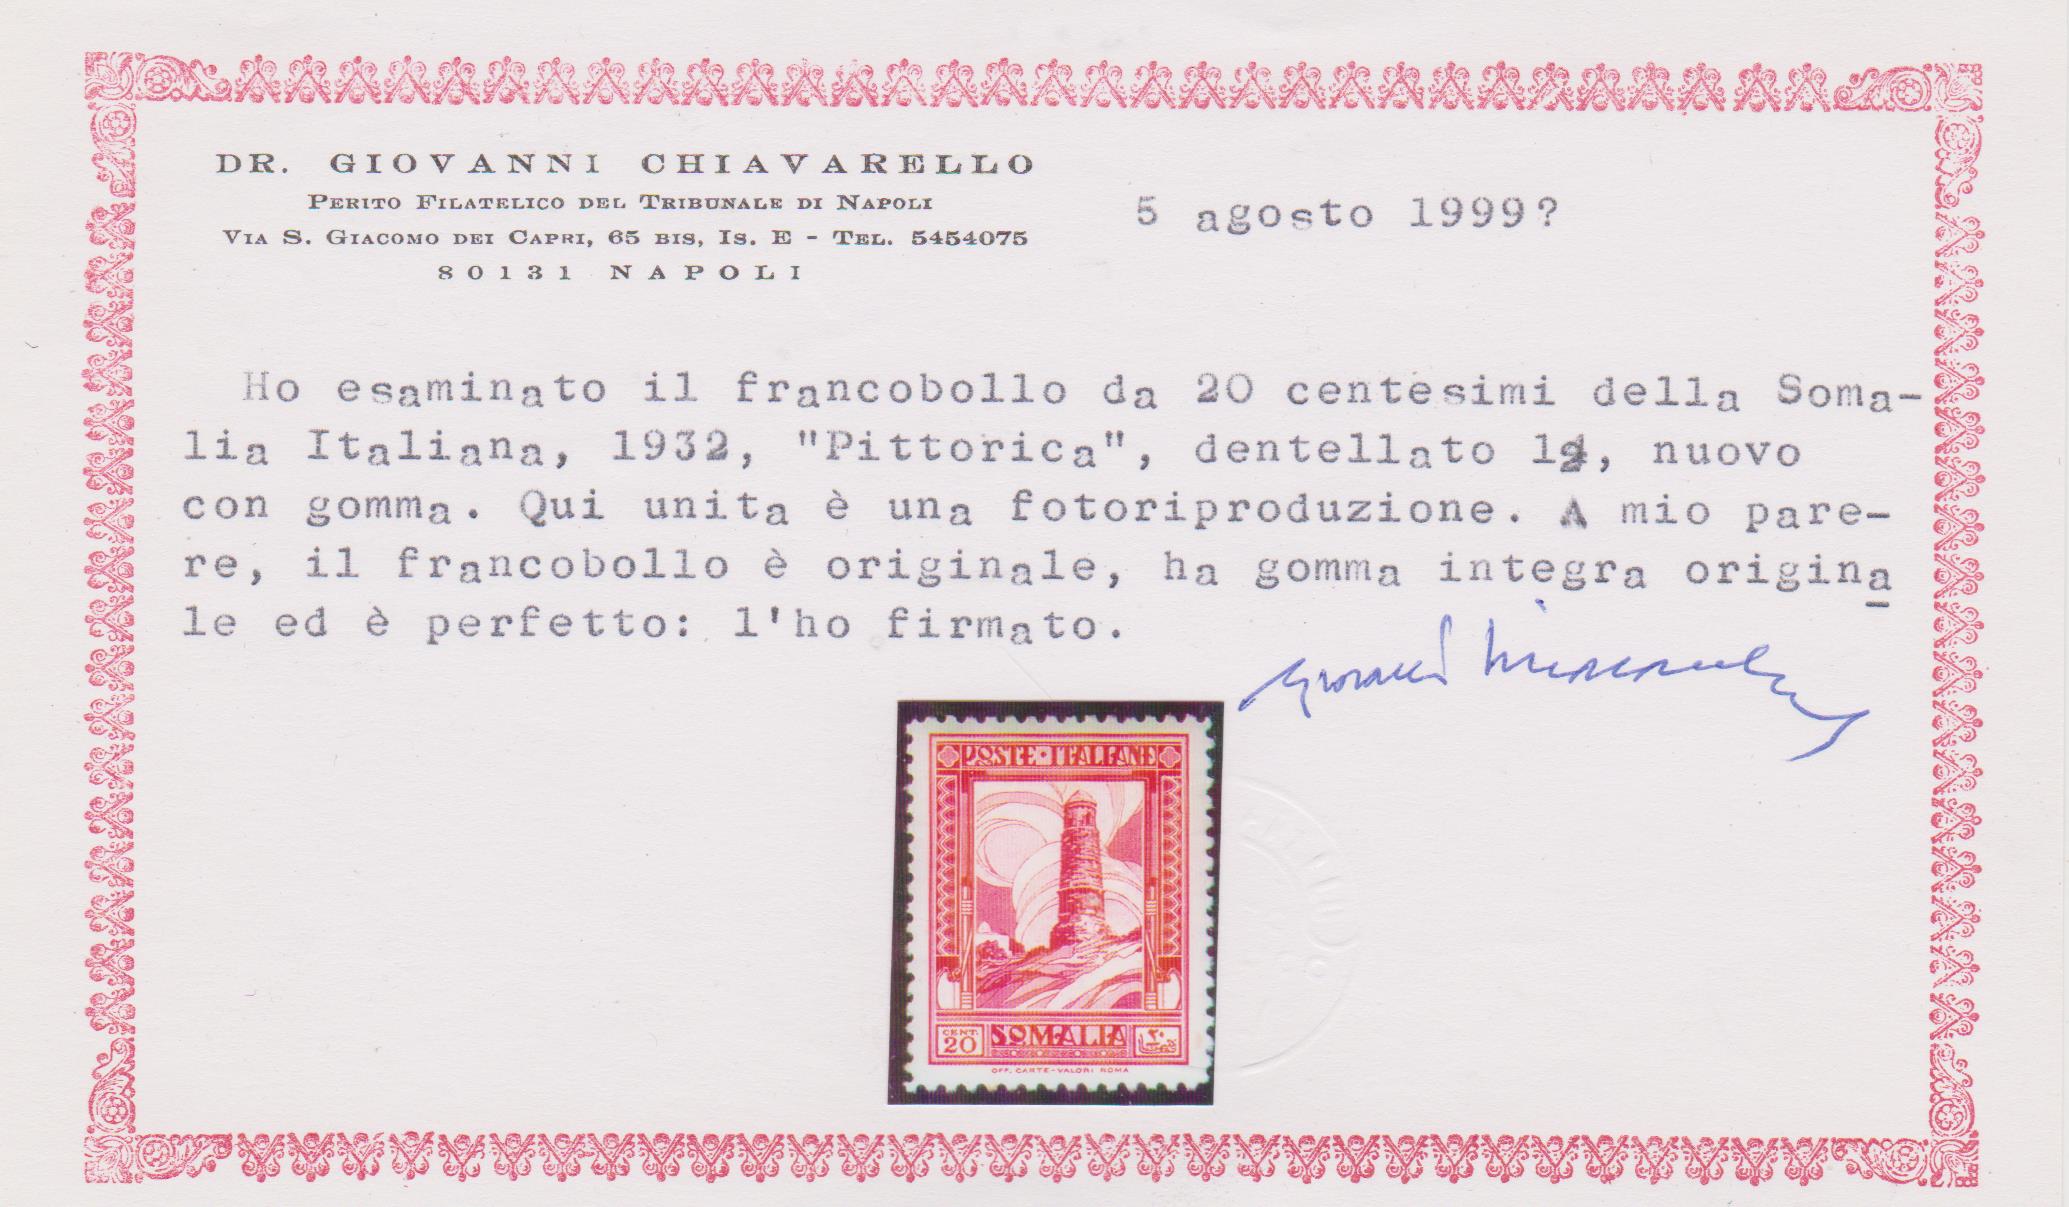 DR. GIOVANNI CHIAVARELLO
PERITO FILATELICO DEL TRIBUNALE DI NAPOLI
VIA S. GIACOMO DEI CAPRI, 65 BIS, IS. E - TEL. 5454075
80131 NAPOLI
5 agosto 1999?
Ho esaminato il francobollo da 20 centesimi della Soma-
lia Italiana, 1932, "Pittorica", dentellato , nuovo
con gomma. Qui unita è una fotoriproduzione. A mio pare-
re, il francobollo è originale, ha gomma integra origina
le ed è perfetto: l'ho firmato.
POSTE·ITALIANE
CENT. 20
SOMALIA
٢٠
OFF. CARTE-VALORI ROMA